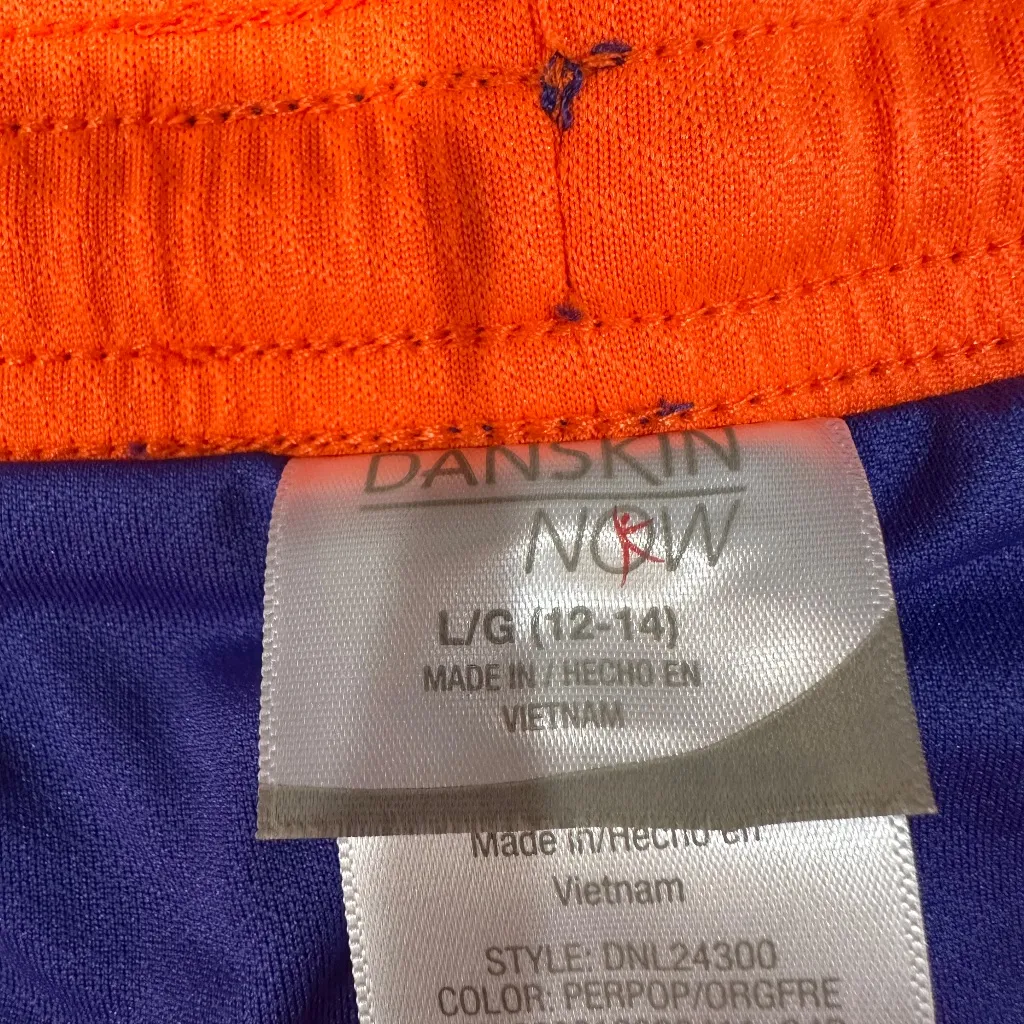 DANSKIN
NOW
L/G (12-14)
MADE IN / HECHO EN
VIETNAM
Made in/Hecho en
Vietnam
STYLE: DNL24300
COLOR: PERPOP/ORGFRE